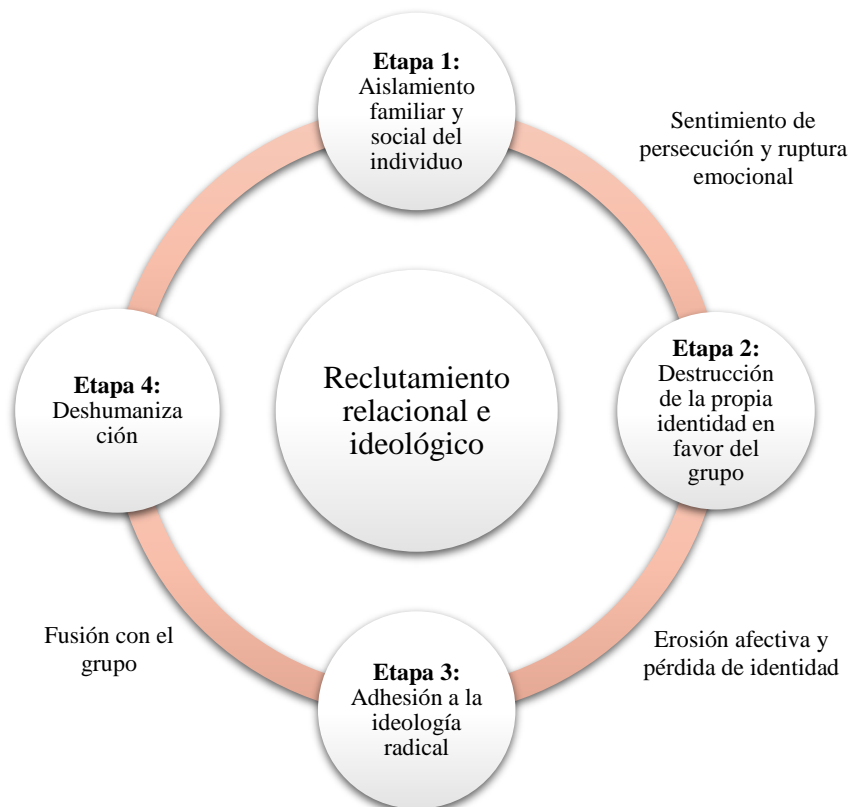 Etapa 1:
Aislamiento
familiar y
social del
individuo
Sentimiento de
persecución y ruptura
emocional
Etapa 2:
Destrucción
de la propia
identidad en
favor del
grupo
Erosión afectiva y
pérdida de identidad
Etapa 3:
Adhesión a la
ideología
radical
Fusión con el
grupo
Etapa 4:
Deshumaniza
ción
Reclutamiento
relacional e
ideológico